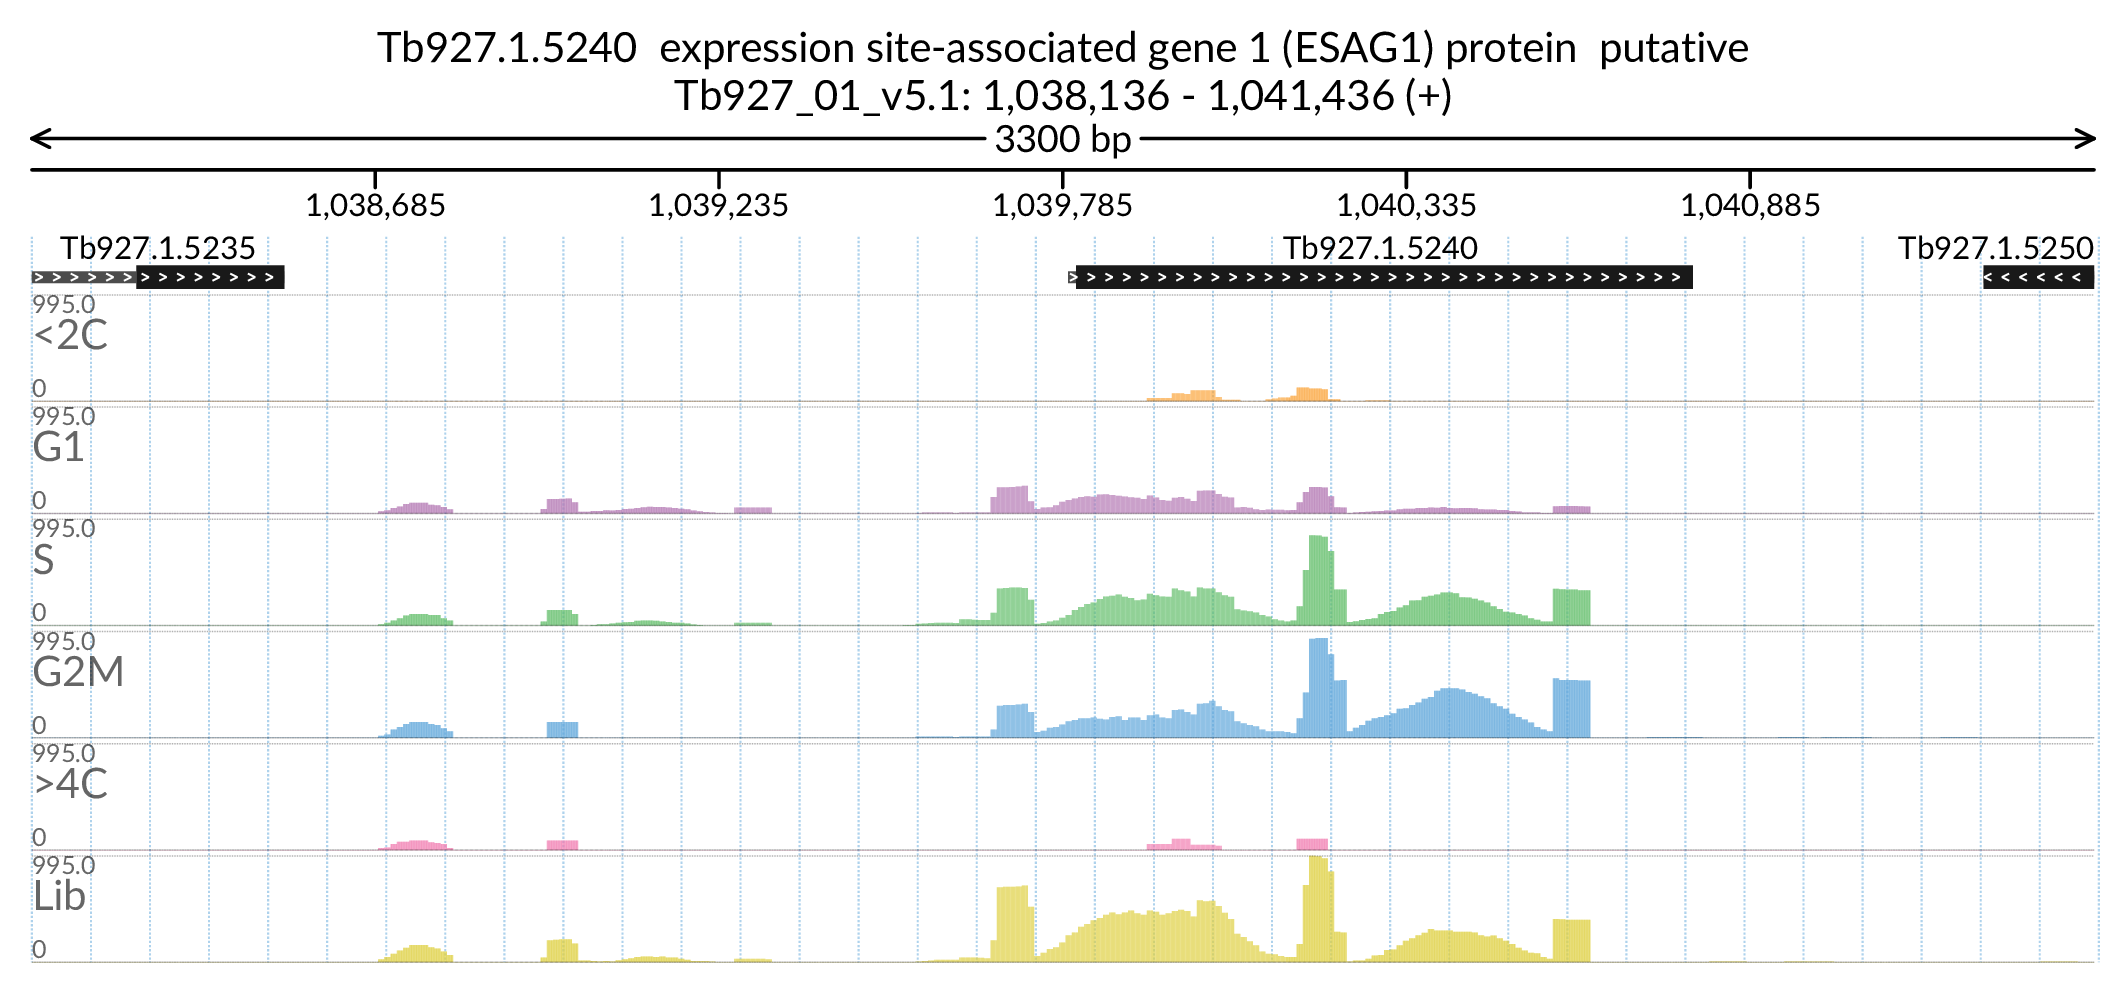 Tb927.1.5240 expression site-associated gene 1 (ESAG1) protein putative
Tb927_01_v5.1: 1,038,136 - 1,041,436 (+)
3300 bp
1,038,685 1,039,235 1,039,785 1,040,335 1,040,885
Tb927.1.5235 Tb927.1.5240 Tb927.1.5250
995.0
<2C
0
995.0
G1
0
995.0
S
0
995.0
G2M
0
995.0
>4C
0
995.0
Lib
0